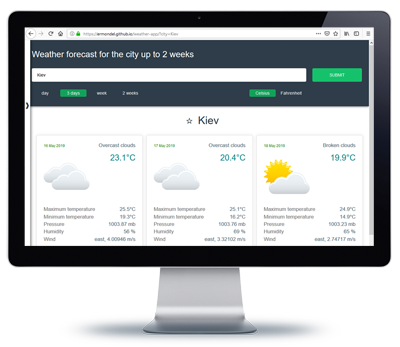 https://armondel.github.io/weather-app/?city=Kiev
Weather forecast for the city up to 2 weeks
Kiev
SUBMIT
day
3 days
week
2 weeks
Celsius
Fahrenheit
☆ Kiev
16 May 2019
Overcast clouds
23.1°C
Maximum temperature 25.5°C
Minimum temperature 19.3°C
Pressure 1003.87 mb
Humidity 56 %
Wind east, 4.00946 m/s
17 May 2019
Overcast clouds
20.4°C
Maximum temperature 25.1°C
Minimum temperature 16.2°C
Pressure 1003.76 mb
Humidity 69 %
Wind east, 3.32102 m/s
18 May 2019
Broken clouds
19.9°C
Maximum temperature 24.9°C
Minimum temperature 14.9°C
Pressure 1003.23 mb
Humidity 65 %
Wind east, 2.74717 m/s